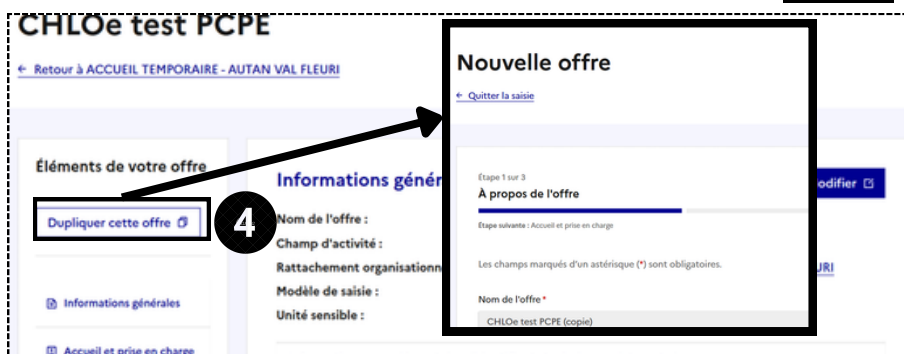 CHLOe test PCPE
← Retour à ACCUEIL TEMPORAIRE - AUTAN VAL FLEURI
Éléments de votre offre
Dupliquer cette offre
4
Informations générales
Accueil et prise en charge
Informations génér
Nom de l'offre :
Champ d'activité :
Rattachement organisationn
Modèle de saisie :
Unité sensible :
odifier
URI
Nouvelle offre
← Quitter la saisie
Étape 1 sur 3
À propos de l'offre
Étape suivante : Accueil et prise en charge
Les champs marqués d'un astérisque (*) sont obligatoires.
Nom de l'offre *
CHLOe test PCPE (copie)